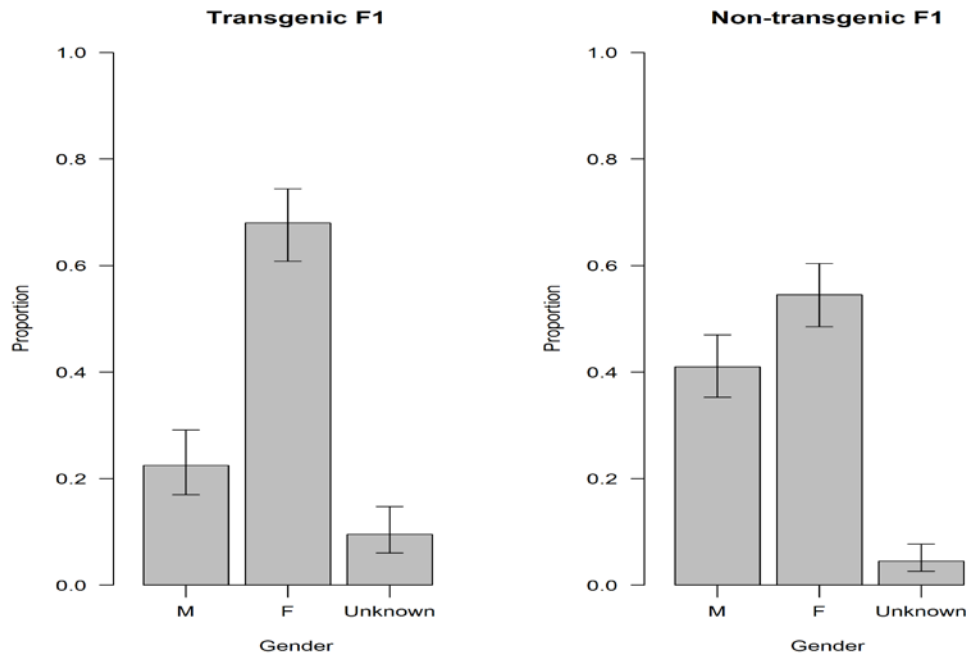 Transgenic F1
1.0
0.8
0.6
0.4
0.2
0.0
Proportion
M F Unknown
Gender
Non-transgenic F1
1.0
0.8
0.6
0.4
0.2
0.0
Proportion
M F Unknown
Gender